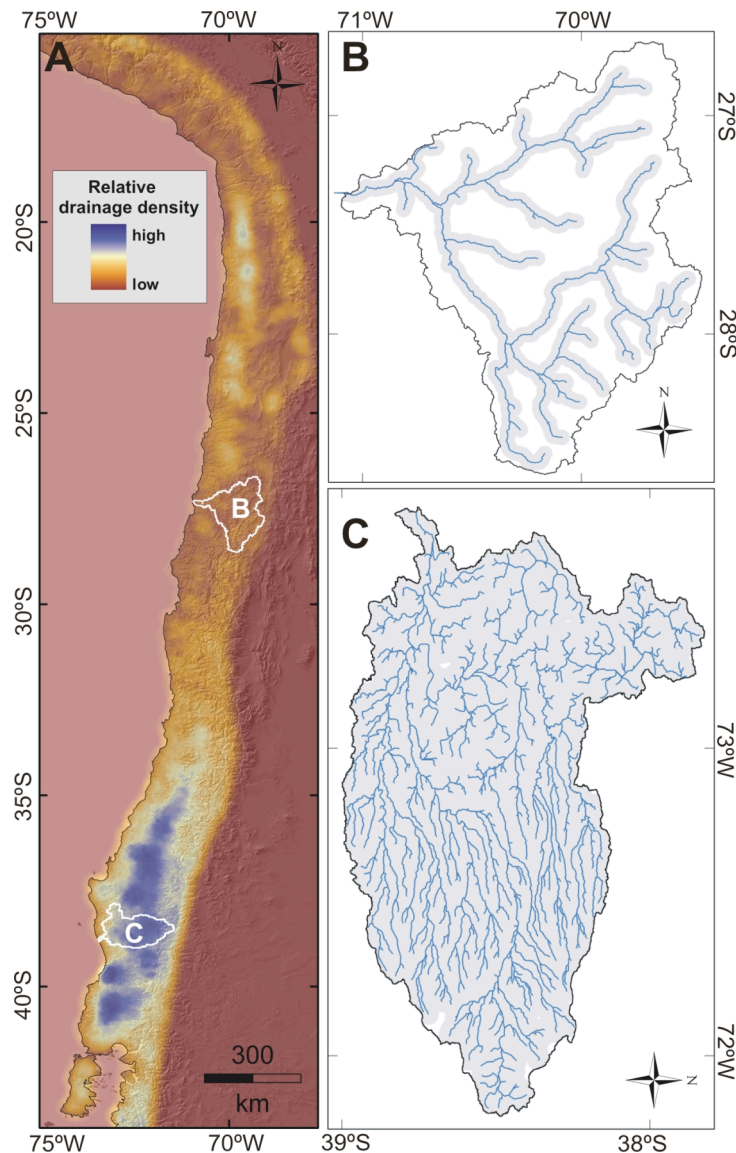 75ºW
70ºW
A
N
Relative
drainage density
high
low
20ºS
25ºS
B
30ºS
35ºS
C
40ºS
300
km
75ºW
70ºW
71ºW
70ºW
B
27ºS
28ºS
N
C
73ºW
72ºW
N
39ºS
38ºS